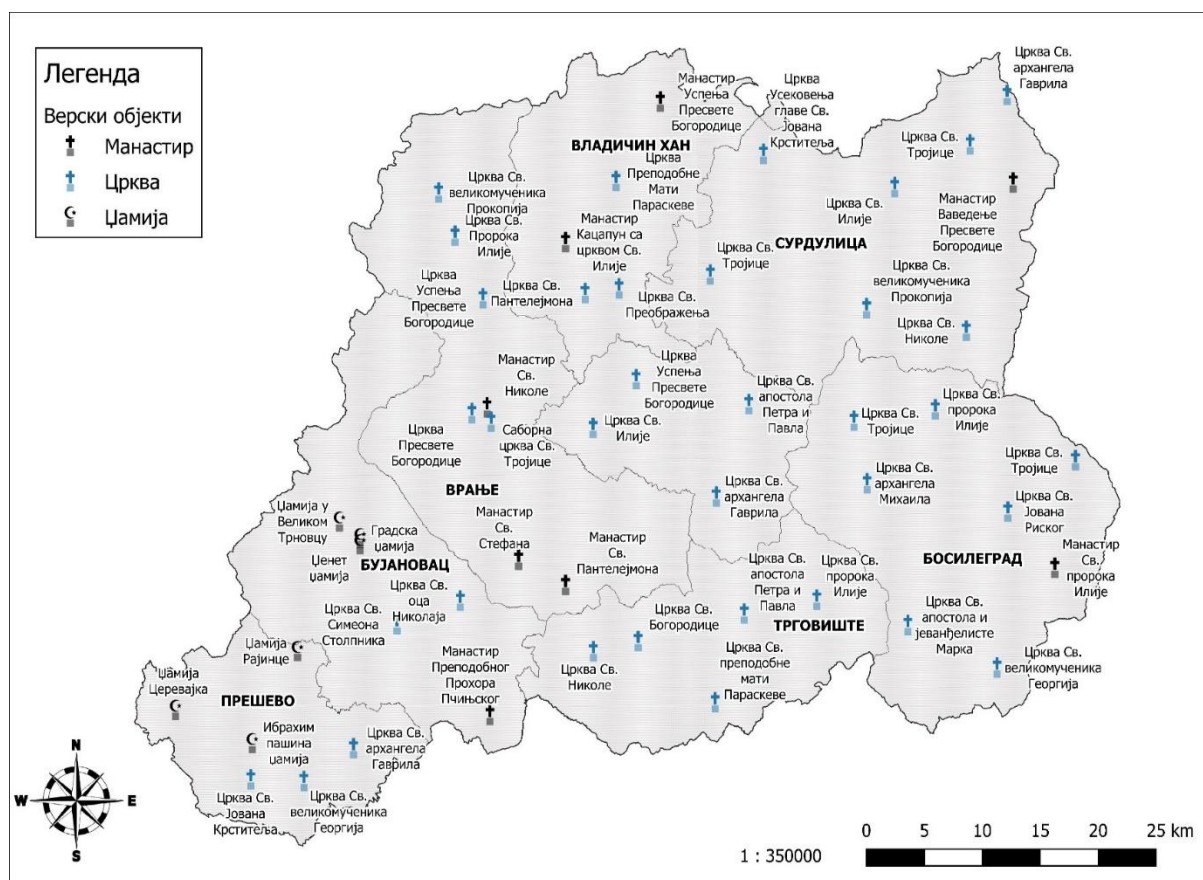 Легенда
Верски објекти
Манастир
Црква
Џамија
Црква Св.
архангела
Гаврила
Манастир
Успења
Пресвете
Богородице
Црква
Усековења
главе Св.
Јована
Крститеља
ВЛАДИЧИН ХАН
Црква Св.
Тројице
Црква
Преподобне
Мати
Параскеве
Црква Св.
великомученика
Прокопија
Црква Св.
Илије
Манастир
Ваведење
Пресвете
Богородице
Црква Св.
Пророка
Илије
Манастир
Кацапун са
црквом Св.
Илије
СУРДУЛИЦА
Црква Св.
Тројице
Црква
Успења
Пресвете
Богородице
Црква Св.
Пантелејмона
Црква Св.
Преображења
Црква Св.
великомученика
Прокопија
Црква Св.
Николе
Манастир
Св.
Николе
Црква
Успења
Пресвете
Богородице
Црква Св.
апостола
Петра и
Павла
Црква Св.
Тројице
Црква Св.
пророка
Илије
Црква
Пресвете
Богородице
Саборна
црква Св.
Тројице
Црква Св.
Илије
Црква Св.
Тројице
ВРАЊЕ
Црква Св.
архангела
Гаврила
Црква Св.
архангела
Михаила
Црква Св.
Јована
Риског
Џамија у
Великом
Трновцу
Градска
џамија
Џенет
џамија
БУЈАНОВАЦ
Манастир
Св.
Стефана
Манастир
Св.
Пантелејмона
БОСИЛЕГРАД
Манастир
Св.
пророка
Илије
Црква Св.
оца
Николаја
Црква Св.
Симеона
Столпника
Црква Св.
апостола
Петра и
Павла
Црква Св.
пророка
Илије
Црква Св.
Богородице
ТРГОВИШТЕ
Црква Св.
апостола и
јеванђелисте
Марка
Џамија
Рајинце
Џамија
Церевајка
Манастир
Преподобног
Прохора
Пчињског
Црква Св.
Николе
Црква Св.
преподобне
мати
Параскеве
Црква Св.
великомученика
Георгија
ПРЕШЕВО
Ибрахим
пашина
џамија
Црква Св.
архангела
Гаврила
Црква Св.
Јована
Крститеља
Црква Св.
великомученика
Георгија
N
W
E
S
1 : 350000
0 5 10 15 20 25 km